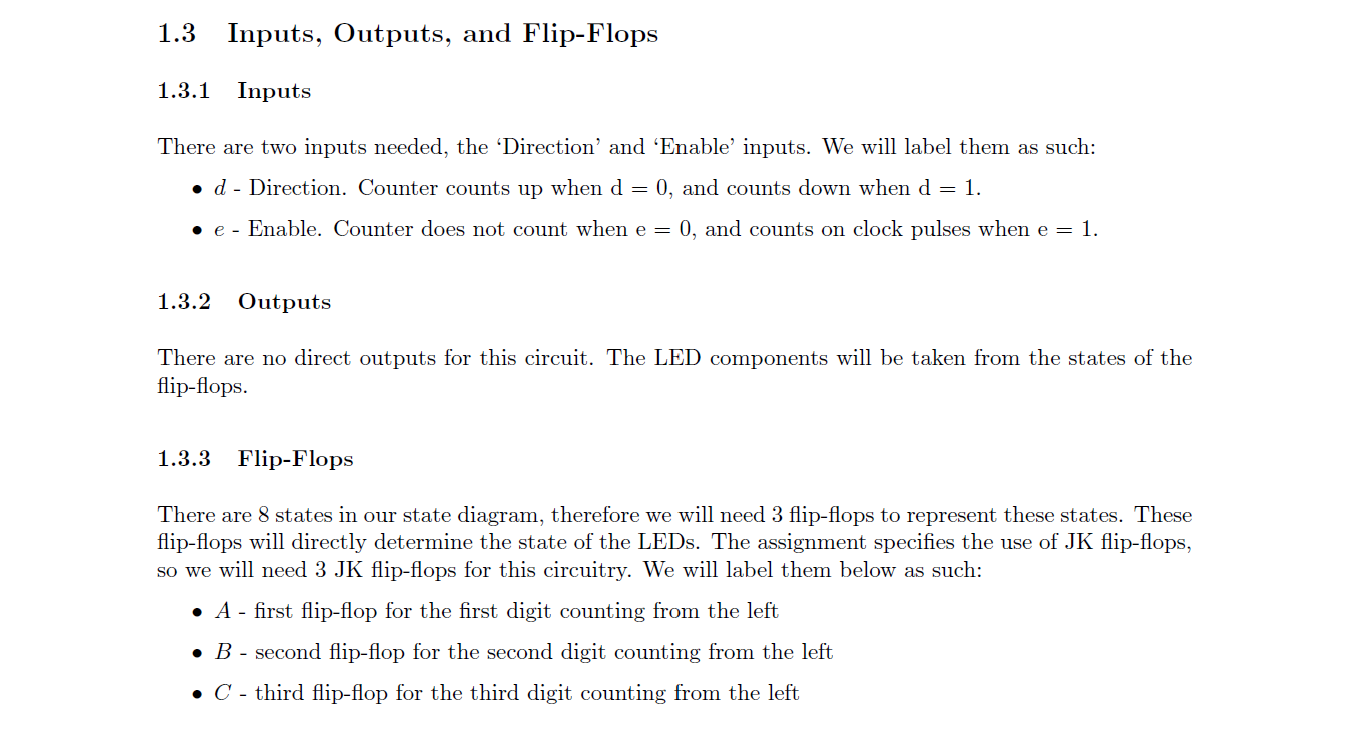 1.3 Inputs, Outputs, and Flip-Flops
1.3.1 Inputs
There are two inputs needed, the ‘Direction’ and ‘Enable’ inputs. We will label them as such:
• d - Direction. Counter counts up when d = 0, and counts down when d = 1.
• e - Enable. Counter does not count when e = 0, and counts on clock pulses when e = 1.
1.3.2 Outputs
There are no direct outputs for this circuit. The LED components will be taken from the states of the
flip-flops.
1.3.3 Flip-Flops
There are 8 states in our state diagram, therefore we will need 3 flip-flops to represent these states. These
flip-flops will directly determine the state of the LEDs. The assignment specifies the use of JK flip-flops,
so we will need 3 JK flip-flops for this circuitry. We will label them below as such:
• A - first flip-flop for the first digit counting from the left
• B - second flip-flop for the second digit counting from the left
• C - third flip-flop for the third digit counting from the left